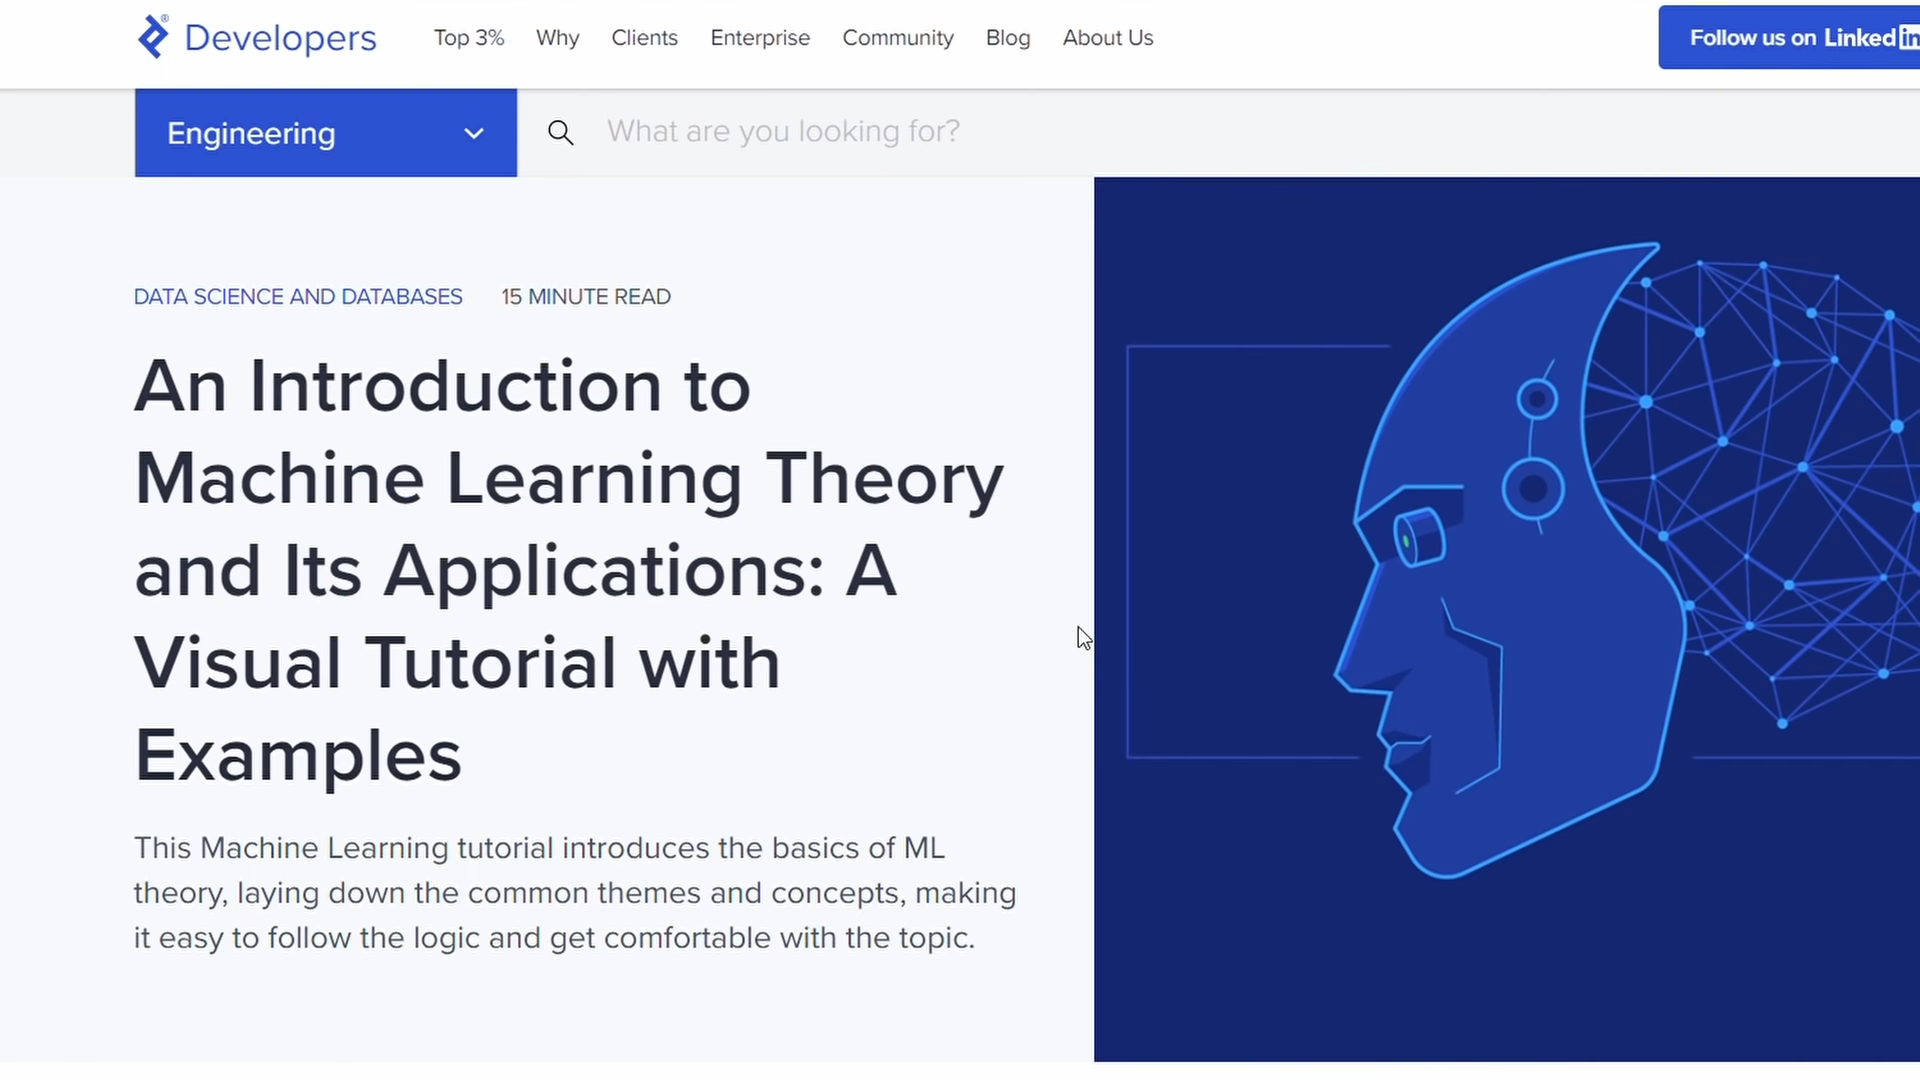 Developers
Top 3% Why Clients Enterprise Community Blog About Us
Follow us on Linked in
Engineering
What are you looking for?
DATA SCIENCE AND DATABASES 15 MINUTE READ
An Introduction to
Machine Learning Theory
and Its Applications: A
Visual Tutorial with
Examples
This Machine Learning tutorial introduces the basics of ML
theory, laying down the common themes and concepts, making
it easy to follow the logic and get comfortable with the topic.